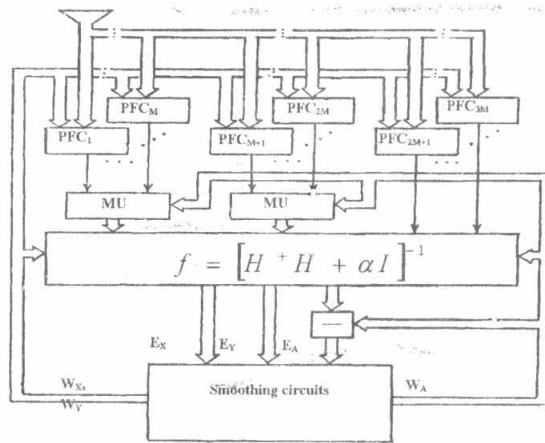 PFC_M PFC_2M PFC_3M
PFC_1 PFC_M+1 PFC_2M+1
MU MU
f = [H^+ H + αI]^-1
—
E_X E_Y E_A
Smoothing circuits
W_X, W_A
W_Y